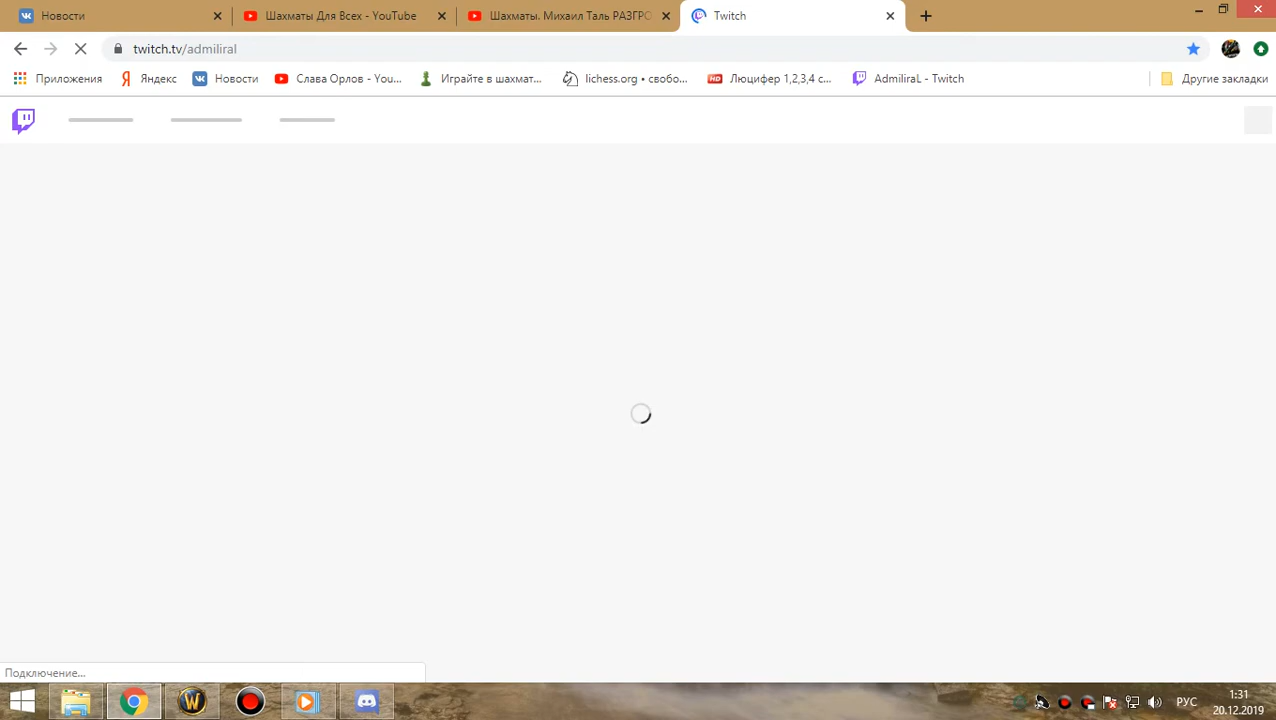 Новости
Шахматы Для Всех - YouTube
Шахматы. Михаил Таль РАЗГРО
Twitch
twitch.tv/admiliral
Приложения
Яндекс
Новости
Слава Орлов - You...
Играйте в шахмат...
lichess.org • свобо...
HD
Люцифер 1,2,3,4 с...
AdmiliraL - Twitch
Другие закладки
Подключение...
РУС
1:31
20.12.2019